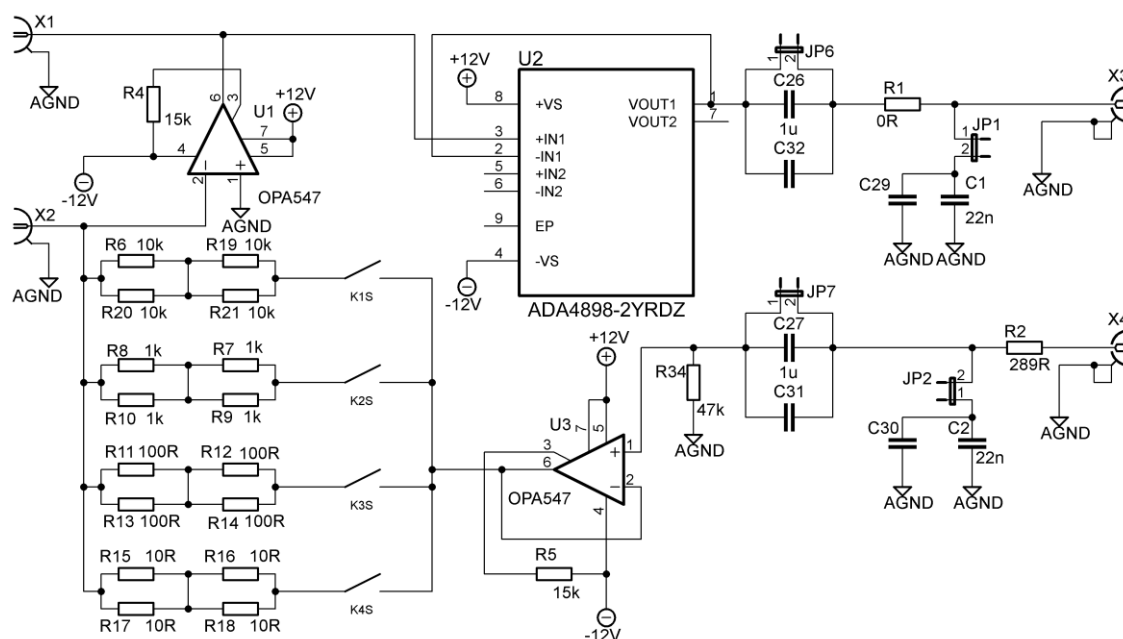 X1
AGND
R4
15k
6
3
+12V
U1
7
5
4
2
1
−
+
-12V
OPA547
AGND
X2
AGND
R6 10k
R19 10k
R20 10k
R21 10k
K1S
R8 1k
R7 1k
R10 1k
R9 1k
K2S
R11 100R
R12 100R
R13 100R
R14 100R
K3S
R15 10R
R16 10R
R17 10R
R18 10R
K4S
+12V
U2
8 +VS
3 +IN1
2 -IN1
5 +IN2
6 -IN2
9 EP
4 -VS
VOUT1 1
VOUT2 7
-12V
ADA4898-2YRDZ
1
2
JP6
C26
1u
C32
R1
0R
X3
1
2
JP1
AGND
C29
C1
22n
AGND
AGND
1
2
JP7
C27
1u
C31
R34
47k
AGND
R2
289R
X4
2
1
JP2
AGND
C30
C2
22n
AGND
AGND
+12V
U3
7
5
3
6
+
−
1
2
4
OPA547
R5
15k
-12V